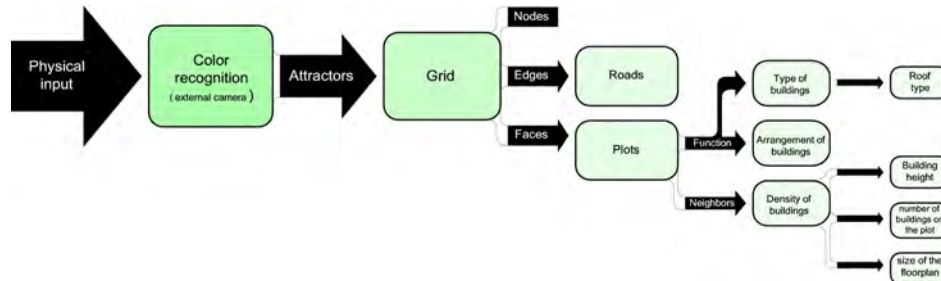 Physical
input
Color
recognition
( external camera )
Attractors
Grid
Nodes
Edges
Faces
Roads
Plots
Function
Neighbors
Type of
buildings
Arrangement of
buildings
Density of
buildings
Roof
type
Building
height
number of
buildings on
the plot
size of the
floorplan